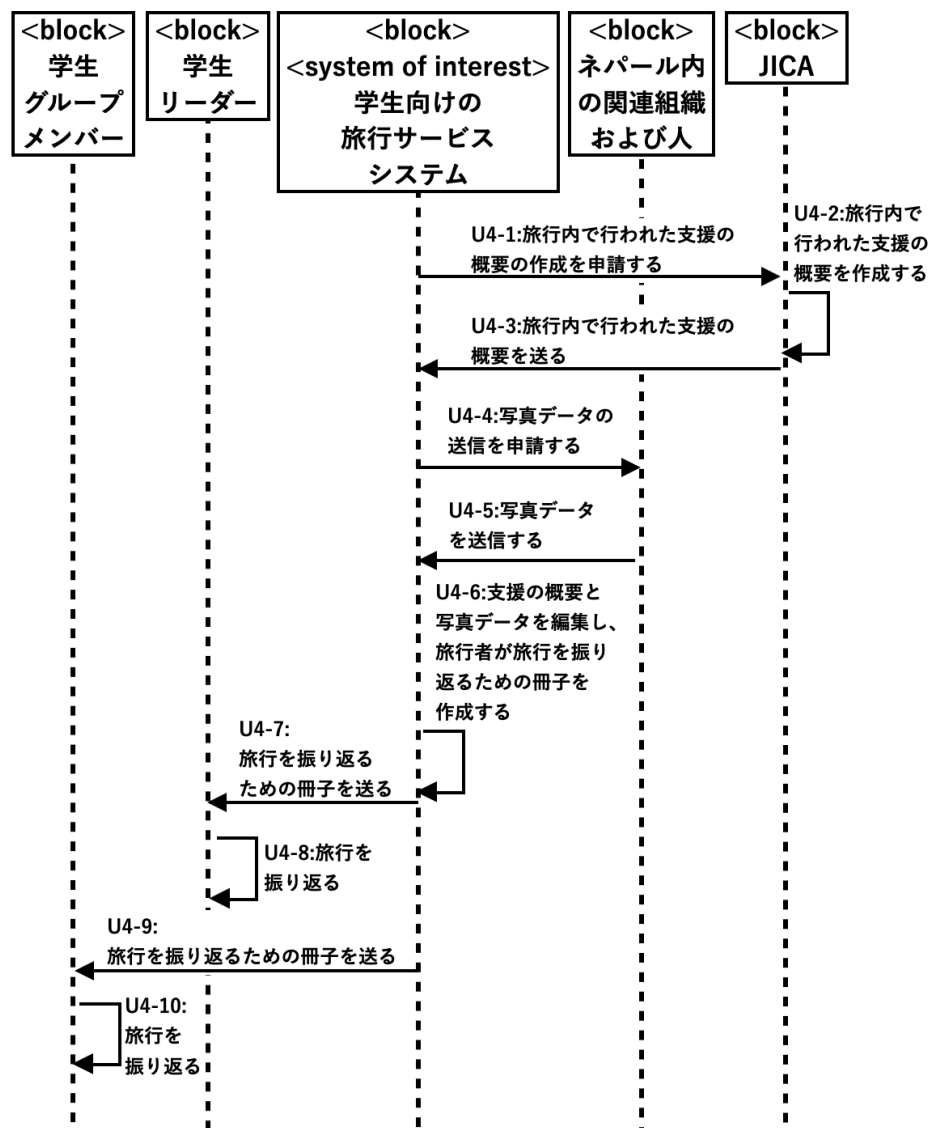 <block>
学生
グループ
メンバー
<block>
学生
リーダー
<block>
<system of interest>
学生向けの
旅行サービス
システム
<block>
ネパール内
の関連組織
および人
<block>
JICA
U4-1:旅行内で行われた支援の
概要の作成を申請する
U4-2:旅行内で
行われた支援の
概要を作成する
U4-3:旅行内で行われた支援の
概要を送る
U4-4:写真データの
送信を申請する
U4-5:写真データ
を送信する
U4-6:支援の概要と
写真データを編集し、
旅行者が旅行を振り
返るための冊子を
作成する
U4-7:
旅行を振り返る
ための冊子を送る
U4-8:旅行を
振り返る
U4-9:
旅行を振り返るための冊子を送る
U4-10:
旅行を
振り返る